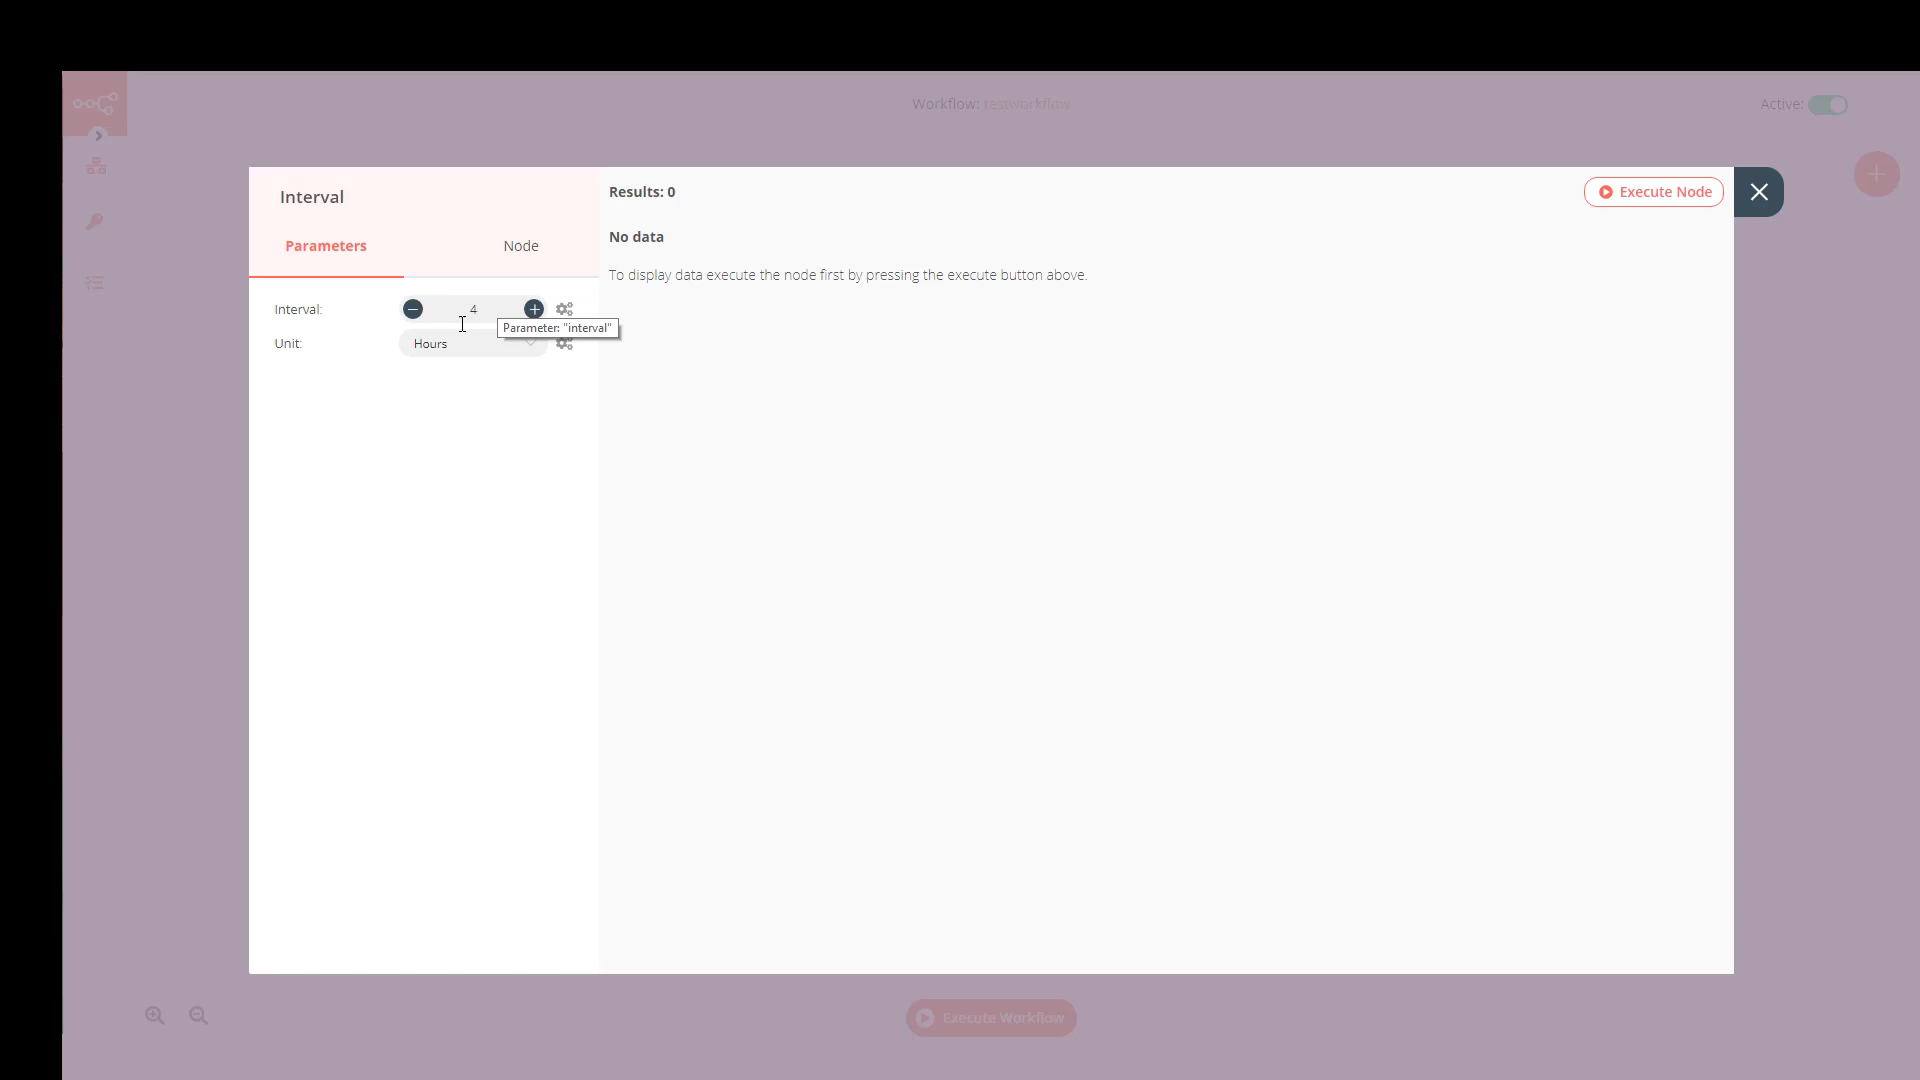 Workflow: testworkflow
Active:
Interval
Results: 0
Execute Node
Parameters
Node
No data
To display data execute the node first by pressing the execute button above.
Interval:
4
Parameter: "interval"
Unit:
Hours
Execute Workflow